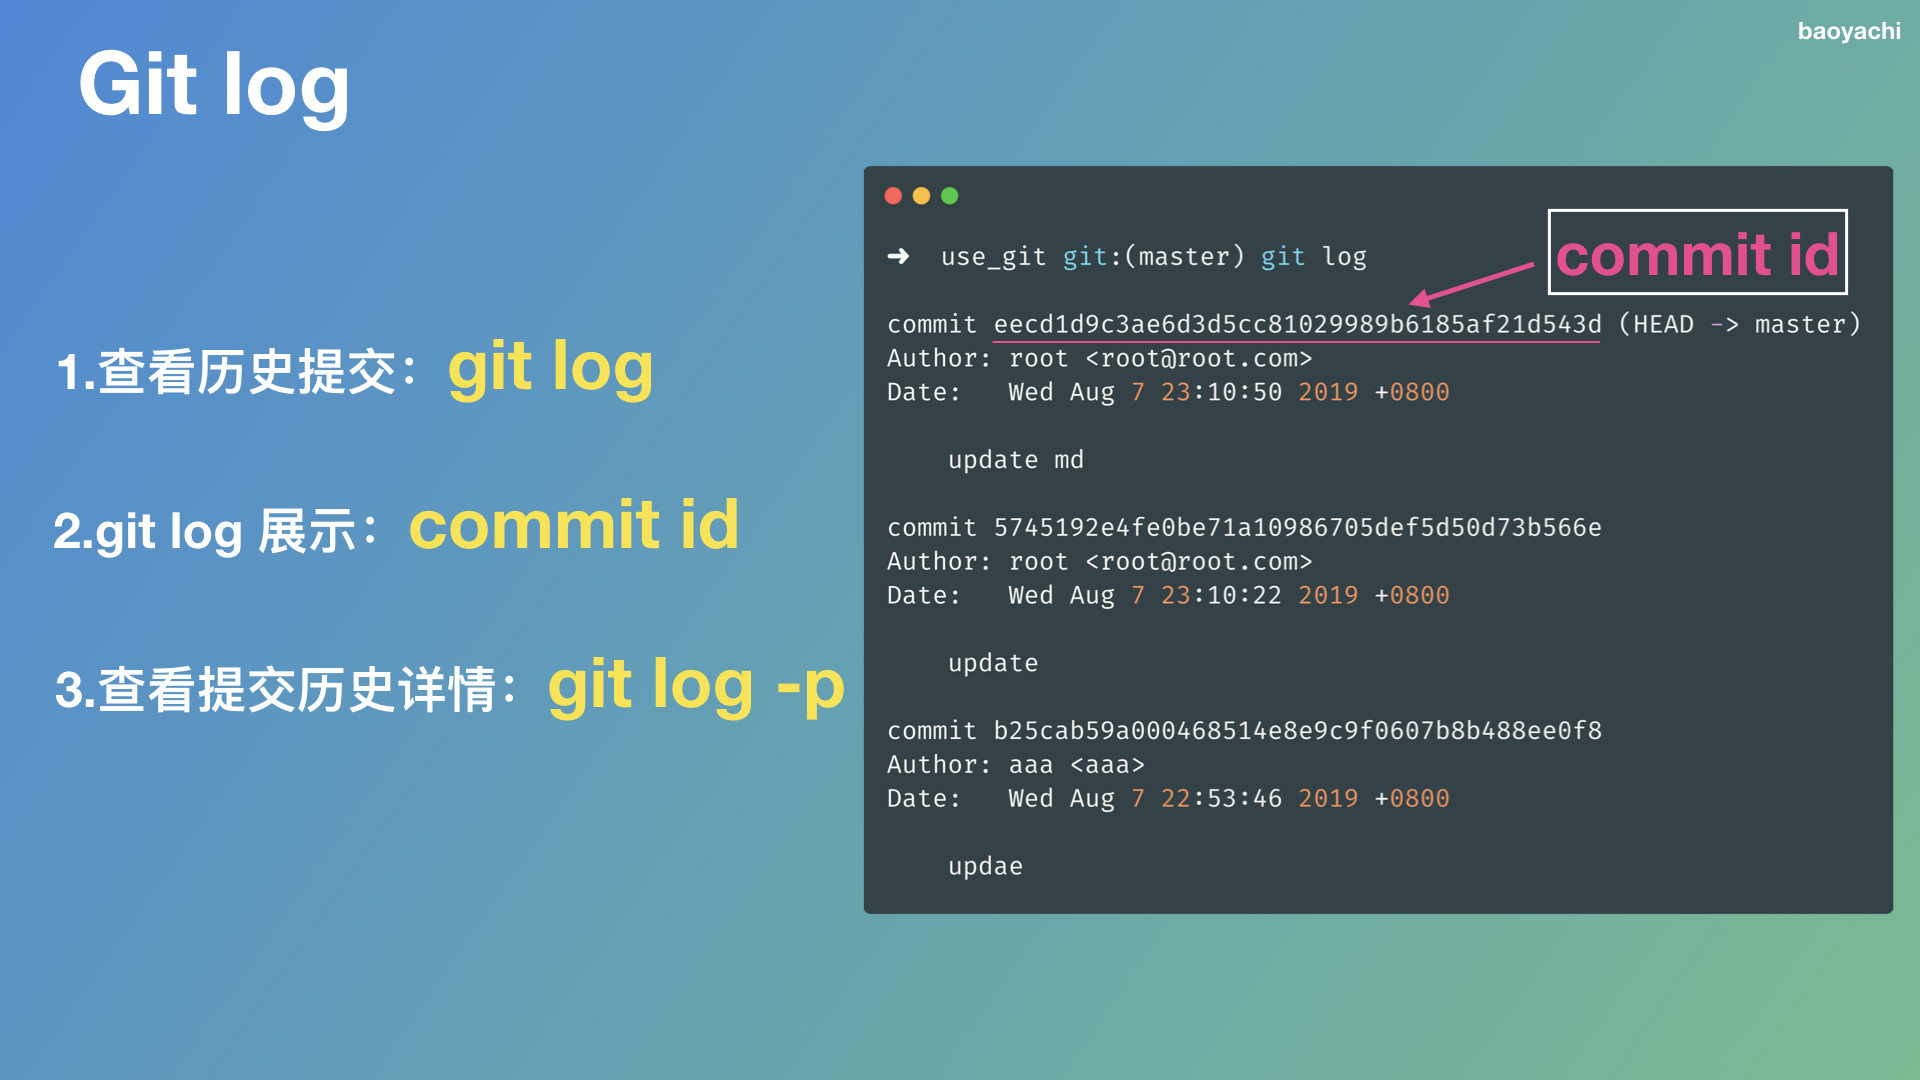 baoyachi
Git log
1.查看历史提交：git log
2.git log 展示：commit id
3.查看提交历史详情：git log -p
➜  use_git git:(master) git log
commit id
commit eecd1d9c3ae6d3d5cc81029989b6185af21d543d (HEAD -> master)
Author: root <root@root.com>
Date:   Wed Aug 7 23:10:50 2019 +0800
update md
commit 5745192e4fe0be71a10986705def5d50d73b566e
Author: root <root@root.com>
Date:   Wed Aug 7 23:10:22 2019 +0800
update
commit b25cab59a000468514e8e9c9f0607b8b488ee0f8
Author: aaa <aaa>
Date:   Wed Aug 7 22:53:46 2019 +0800
updae